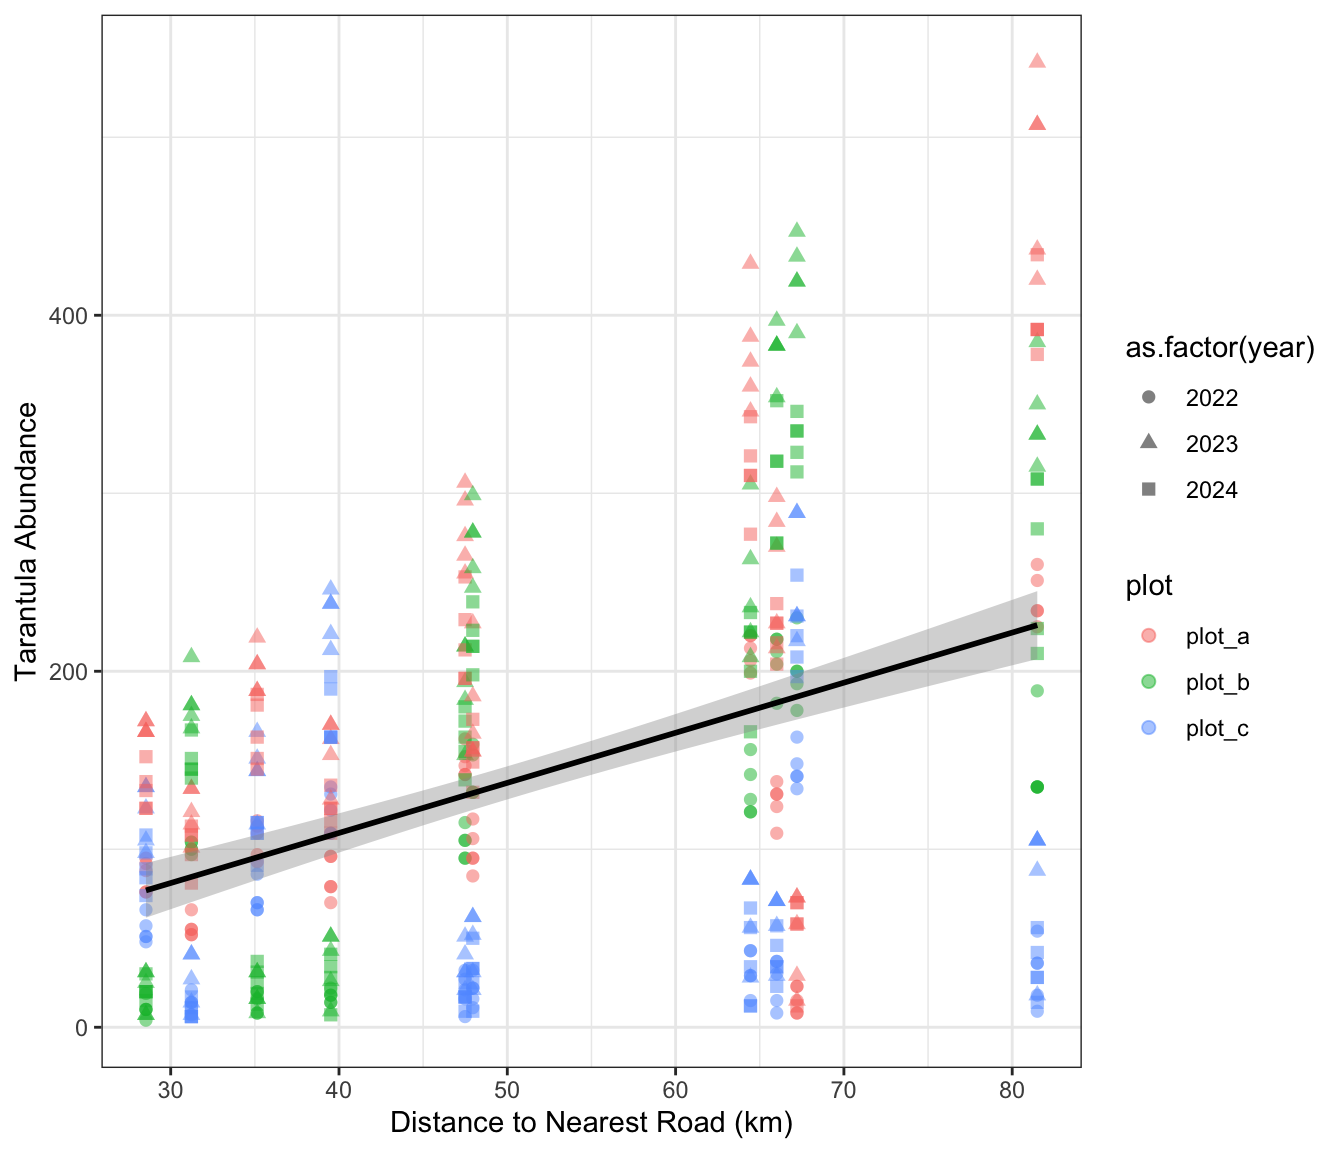 400
200
0
Tarantula Abundance
30 40 50 60 70 80
Distance to Nearest Road (km)
as.factor(year)
2022
2023
2024
plot
plot_a
plot_b
plot_c